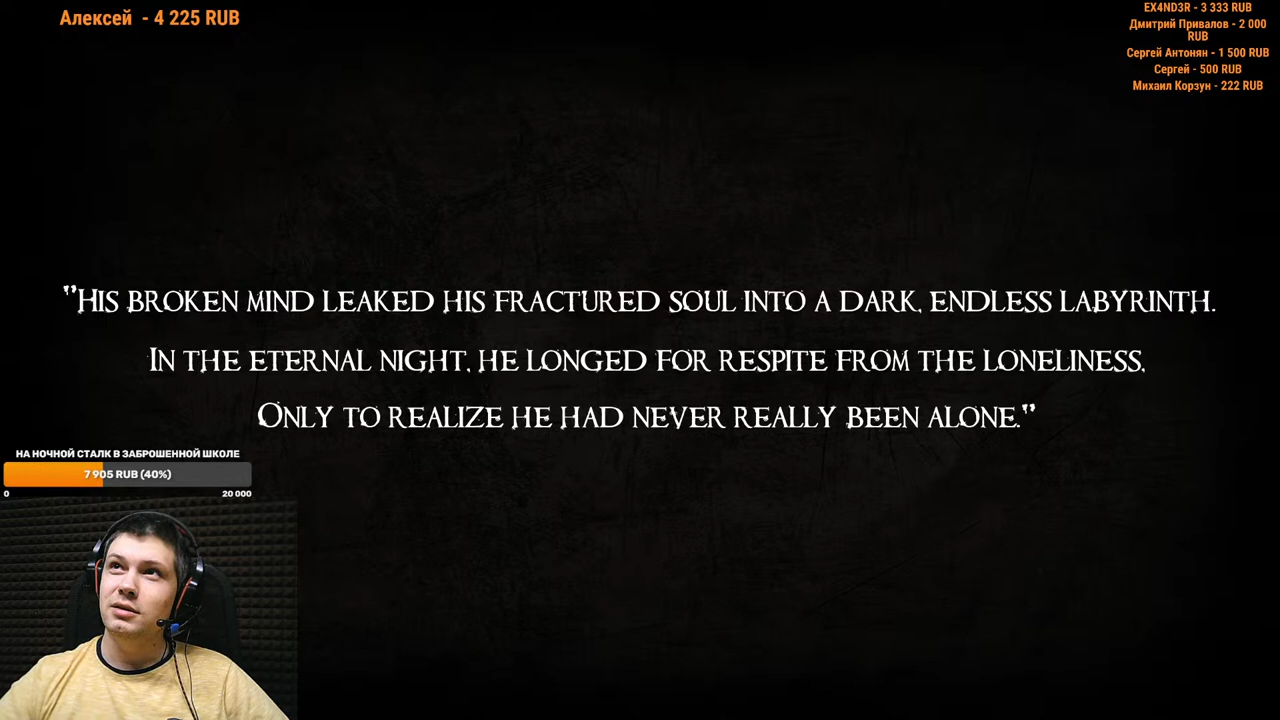 Алексей - 4 225 RUB
EX4ND3R - 3 333 RUB
Дмитрий Привалов - 2 000
RUB
Сергей Антонян - 1 500 RUB
Сергей - 500 RUB
Михаил Корзун - 222 RUB
"His broken mind leaked his fractured soul into a dark, endless labyrinth.
In the eternal night, he longed for respite from the loneliness,
Only to realize he had never really been alone."
НА НОЧНОЙ СТАЛК В ЗАБРОШЕННОЙ ШКОЛЕ
7 905 RUB (40%)
0
20 000